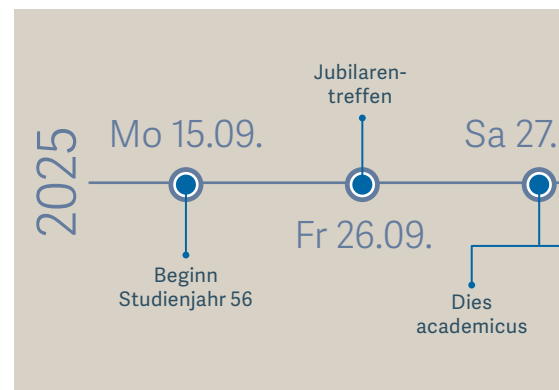 2025
Mo 15.09.
Beginn
Studienjahr 56
Jubilaren-
treffen
Fr 26.09.
Sa 27.
Dies
academicus